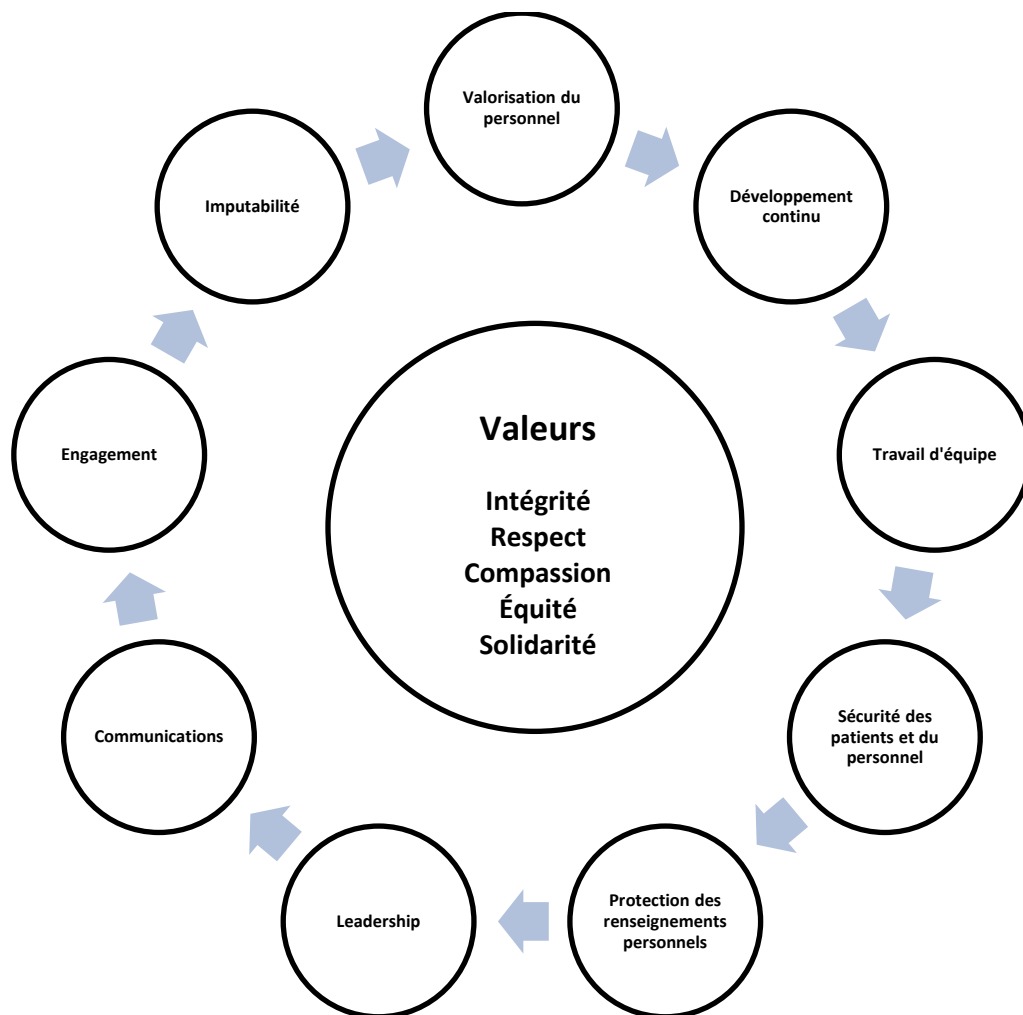 Valorisation du
personnel
Développement
continu
Travail d'équipe
Sécurité des
patients et du
personnel
Protection des
renseignements
personnels
Leadership
Communications
Engagement
Imputabilité
Valeurs
Intégrité
Respect
Compassion
Équité
Solidarité